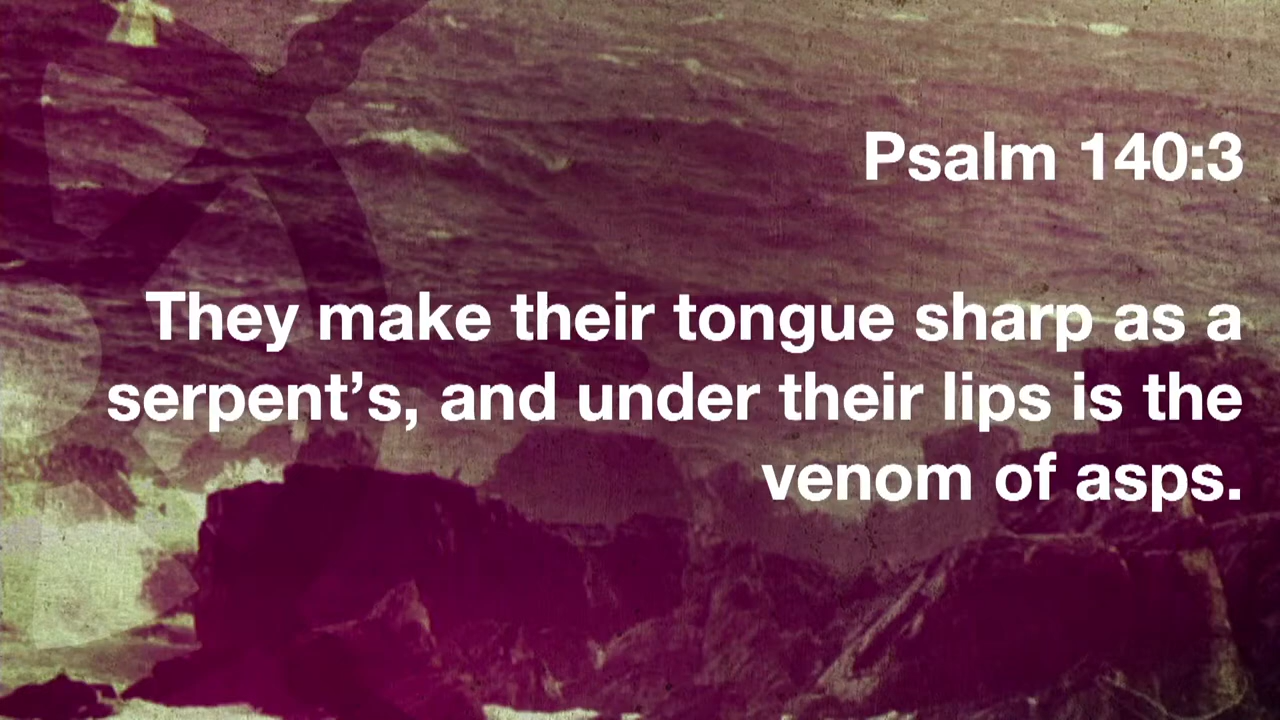 Psalm 140:3
They make their tongue sharp as a
serpent’s, and under their lips is the
venom of asps.